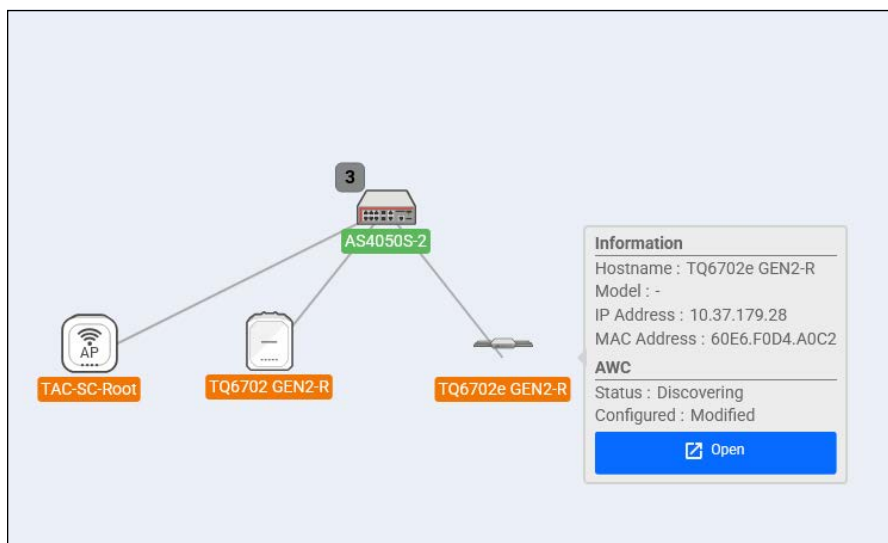 3
AS4050S-2
AP
TAC-SC-Root
TQ6702 GEN2-R
TQ6702e GEN2-R
Information
Hostname : TQ6702e GEN2-R
Model : -
IP Address : 10.37.179.28
MAC Address : 60E6.F0D4.A0C2
AWC
Status : Discovering
Configured : Modified
Open